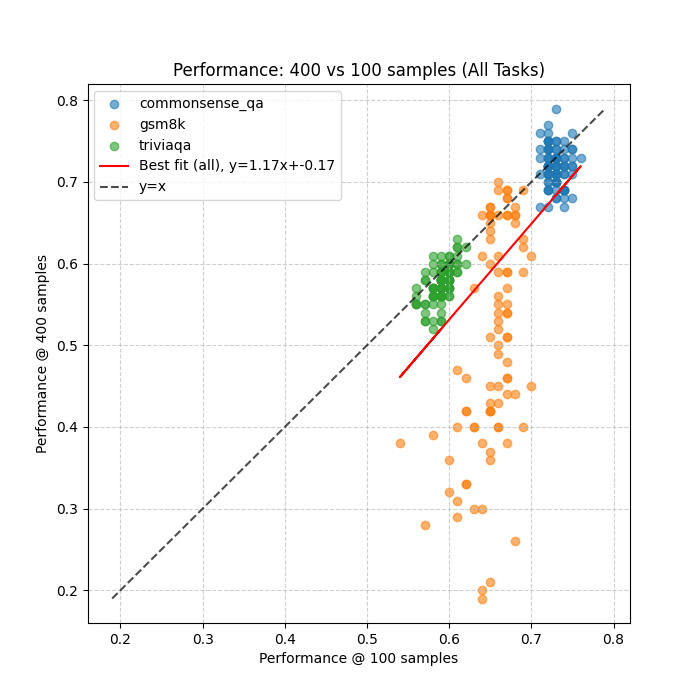 Performance: 400 vs 100 samples (All Tasks)
commonsense_qa
gsm8k
triviaqa
Best fit (all), y=1.17x+-0.17
y=x
Performance @ 400 samples
0.8
0.7
0.6
0.5
0.4
0.3
0.2
0.2 0.3 0.4 0.5 0.6 0.7 0.8
Performance @ 100 samples